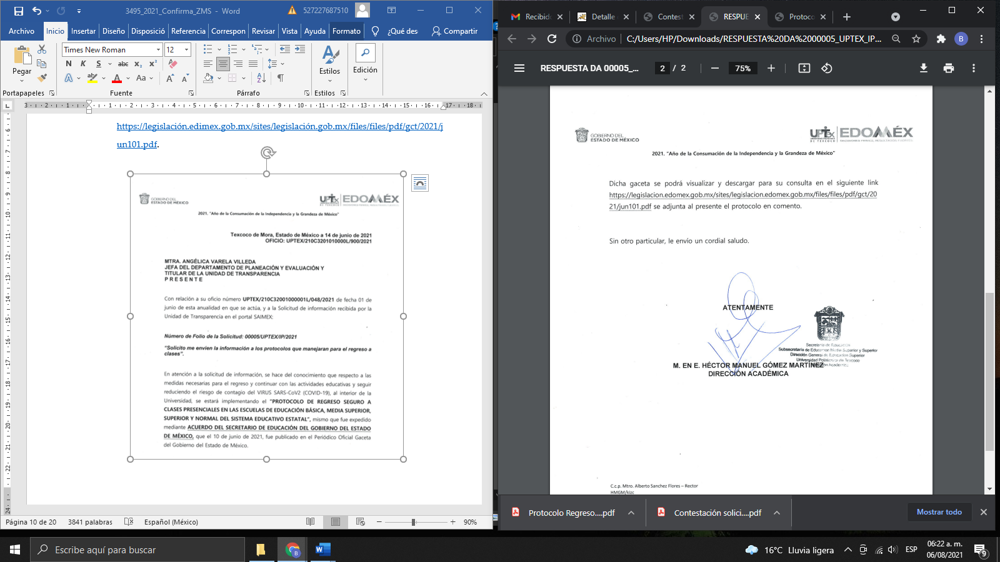 3495_2021_Confirma_ZMS - Word
527227687510
Archivo Inicio Insertar Diseño Disposició Referencia Correspon Revisar Vista Ayuda Formato ¿Qué des Compartir
Times New Roman 12
Pegar
N K S abc x₂ x²
Aa
Estilos
Edición
Portapapeles Fuente Párrafo Estilos
https://legislación.edimex.gob.mx/sites/legislación.gob.mx/files/files/pdf/gct/2021/j
un101.pdf.
GOBIERNO DEL
ESTADO DE MÉXICO
UPTex EDOMÉX
2021. "Año de la Consumación de la Independencia y la Grandeza de México"
Texcoco de Mora, Estado de México a 14 de junio de 2021
OFICIO: UPTEX/210C3201010000L/900/2021
MTRA. ANGÉLICA VARELA VILLEDA
JEFA DEL DEPARTAMENTO DE PLANEACIÓN Y EVALUACIÓN Y
TITULAR DE LA UNIDAD DE TRANSPARENCIA
P R E S E N T E
Con relación a su oficio número UPTEX/210C32001000001L/048/2021 de fecha 01 de
junio de esta anualidad en que se actúa, y a la Solicitud de información recibida por la
Unidad de Transparencia en el portal SAIMEX:
Número de Folio de la Solicitud: 00005/UPTEX/IP/2021
"Solicito me envíen la información a los protocolos que manejaran para el regreso a
clases".
En atención a la solicitud de información, se hace del conocimiento que respecto a las
medidas necesarias para el regreso y continuar con las actividades educativas y seguir
reduciendo el riesgo de contagio del VIRUS SARS-CoV2 (COVID-19), al interior de la
Universidad, se estará implementando el "PROTOCOLO DE REGRESO SEGURO A
CLASES PRESENCIALES EN LAS ESCUELAS DE EDUCACIÓN BÁSICA, MEDIA SUPERIOR,
SUPERIOR Y NORMAL DEL SISTEMA EDUCATIVO ESTATAL", mismo que fue expedido
mediante ACUERDO DEL SECRETARIO DE EDUCACIÓN DEL GOBIERNO DEL ESTADO
DE MÉXICO, que el 10 de junio de 2021, fue publicado en el Periódico Oficial Gaceta
del Gobierno del Estado de México.
Página 10 de 20 3841 palabras Español (México) 90%
Recibido Detalle Contest RESPUE Protoco
Archivo C:/Users/HP/Downloads/RESPUESTA%20DA%2000005_UPTEX_IP... B
RESPUESTA DA 00005_... 2 / 2 75%
GOBIERNO DEL
ESTADO DE MÉXICO
UPTex EDOMÉX
2021. "Año de la Consumación de la Independencia y la Grandeza de México"
Dicha gaceta se podrá visualizar y descargar para su consulta en el siguiente link
https://legislacion.edomex.gob.mx/sites/legislacion.edomex.gob.mx/files/files/pdf/gct/20
21/jun101.pdf se adjunta al presente el protocolo en comento.
Sin otro particular, le envío un cordial saludo.
ATENTAMENTE
Secretaría de Educación
Subsecretaría de Educación Media Superior y Superior
Dirección General de Educación Superior
Universidad Politécnica de Texcoco
M. EN E. HÉCTOR MANUEL GÓMEZ MARTÍNEZ
DIRECCIÓN ACADÉMICA
C.c.p. Mtro. Alberto Sanchez Flores – Rector
HMGM/kizc
Protocolo Regreso....pdf Contestación solici....pdf Mostrar todo
Escribe aquí para buscar
16°C Lluvia ligera ESP 06:22 a. m.
06/08/2021
9